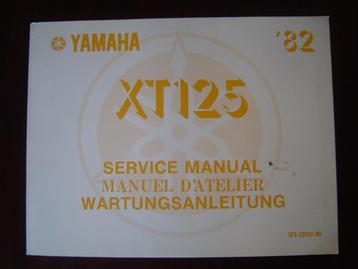 YAMAHA '82
XT125
SERVICE MANUAL
MANUEL D'ATELIER
WARTUNGSANLEITUNG